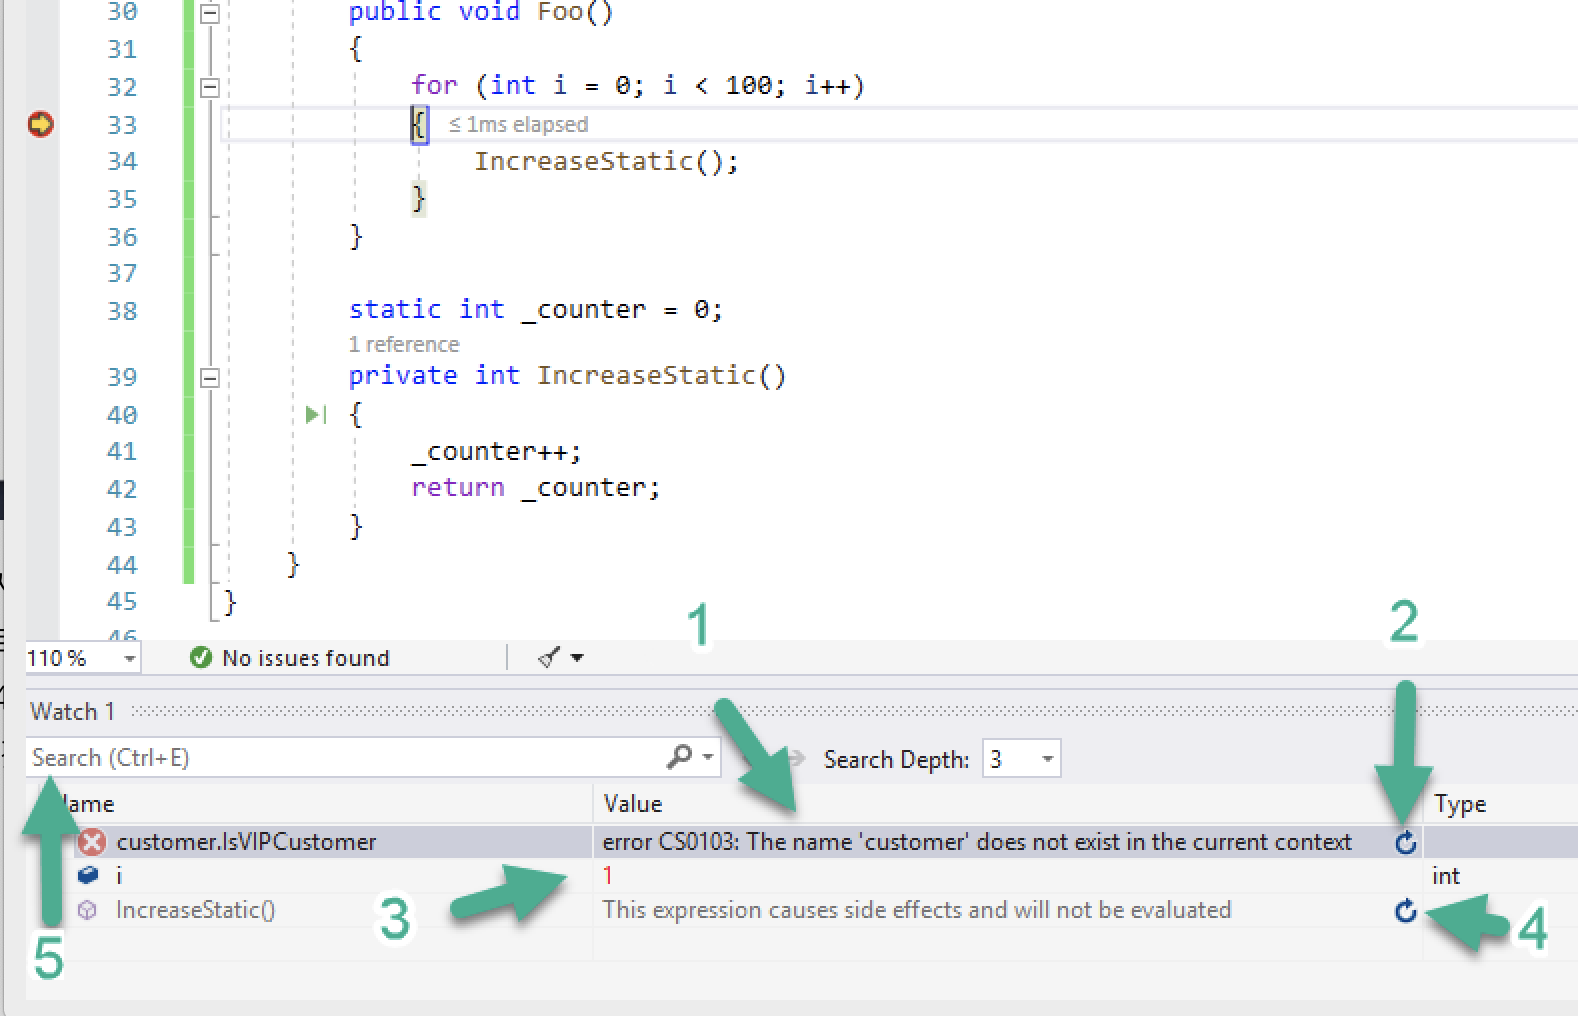 30 public void Foo()
31 {
32 for (int i = 0; i < 100; i++)
33 { ≤ 1ms elapsed
34 IncreaseStatic();
35 }
36 }
37
38 static int _counter = 0;
1 reference
39 private int IncreaseStatic()
40 {
41 _counter++;
42 return _counter;
43 }
44 }
45 }
46
1
2
110 % No issues found
Watch 1
Search (Ctrl+E) Search Depth: 3
ame Value Type
customer.IsVIPCustomer error CS0103: The name 'customer' does not exist in the current context
i 1 int
3
IncreaseStatic() This expression causes side effects and will not be evaluated
4
5